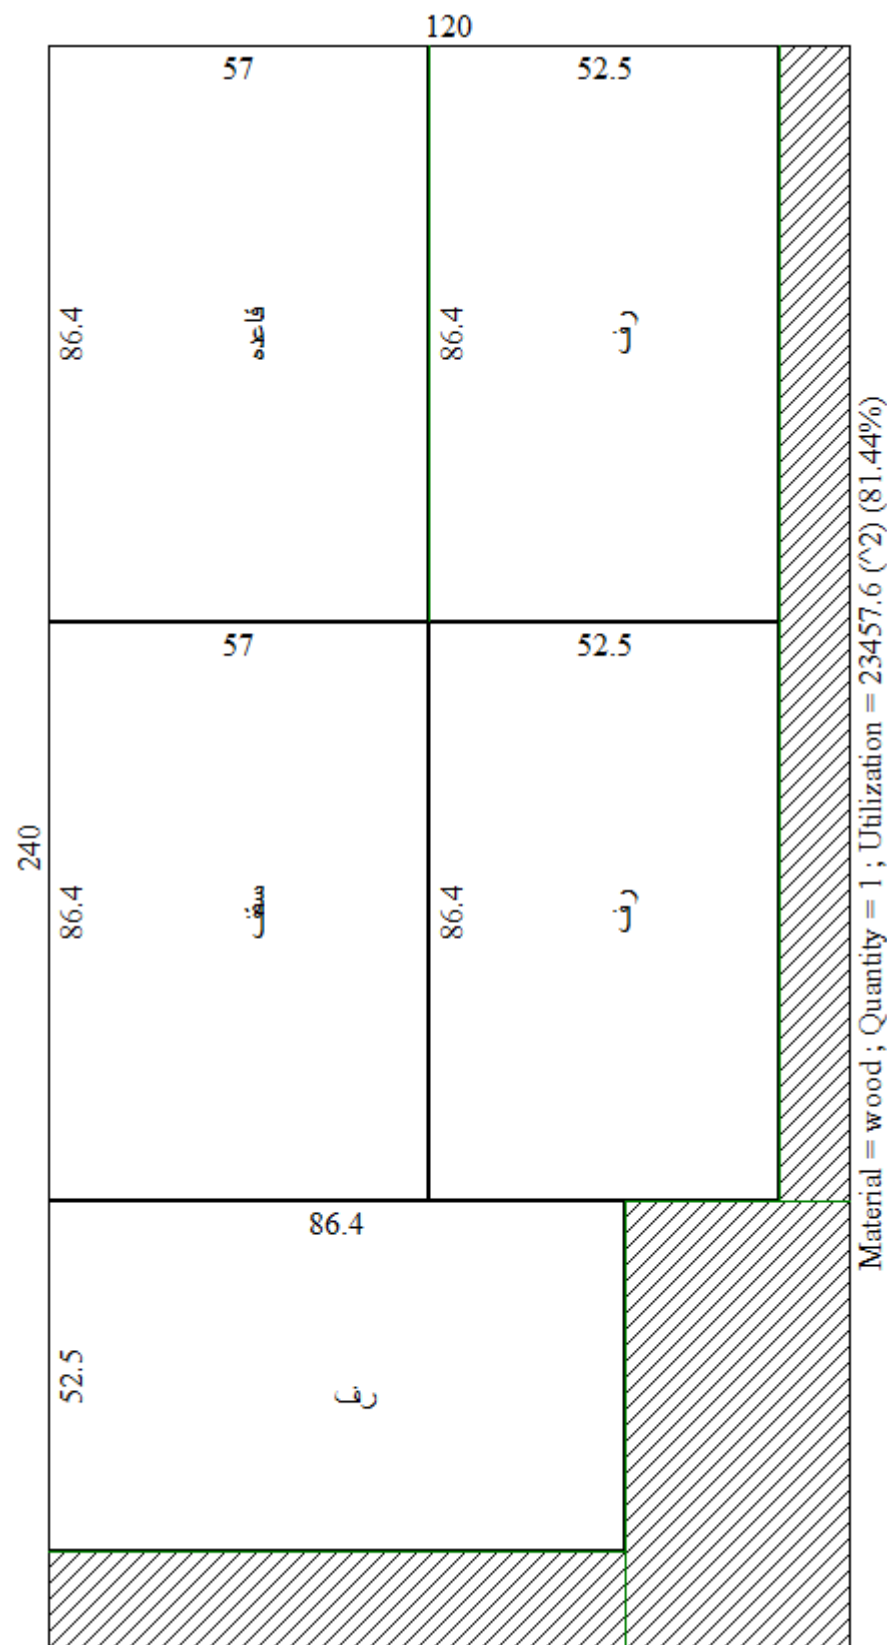 120
57
52.5
86.4
قاعده
86.4
رف
57
52.5
240
86.4
سقف
86.4
رف
86.4
52.5
رف
Material = wood ; Quantity = 1 ; Utilization = 23457.6 (^2) (81.44%)